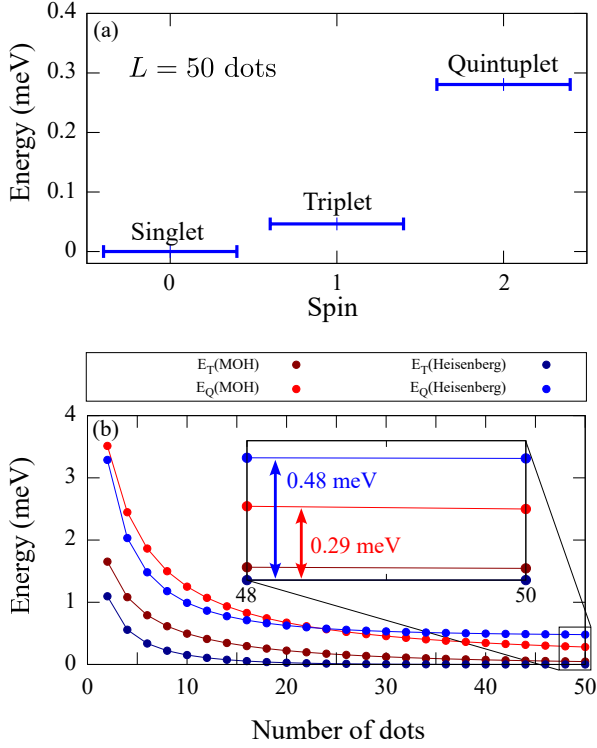 (a)
L = 50 dots
Energy (meV)
0.4
0.3
0.2
0.1
0
Singlet
Triplet
Quintuplet
0
1
2
Spin
E_T(MOH)
E_Q(MOH)
E_T(Heisenberg)
E_Q(Heisenberg)
(b)
Energy (meV)
4
3
2
1
0
0.48 meV
0.29 meV
48
50
0
10
20
30
40
50
Number of dots